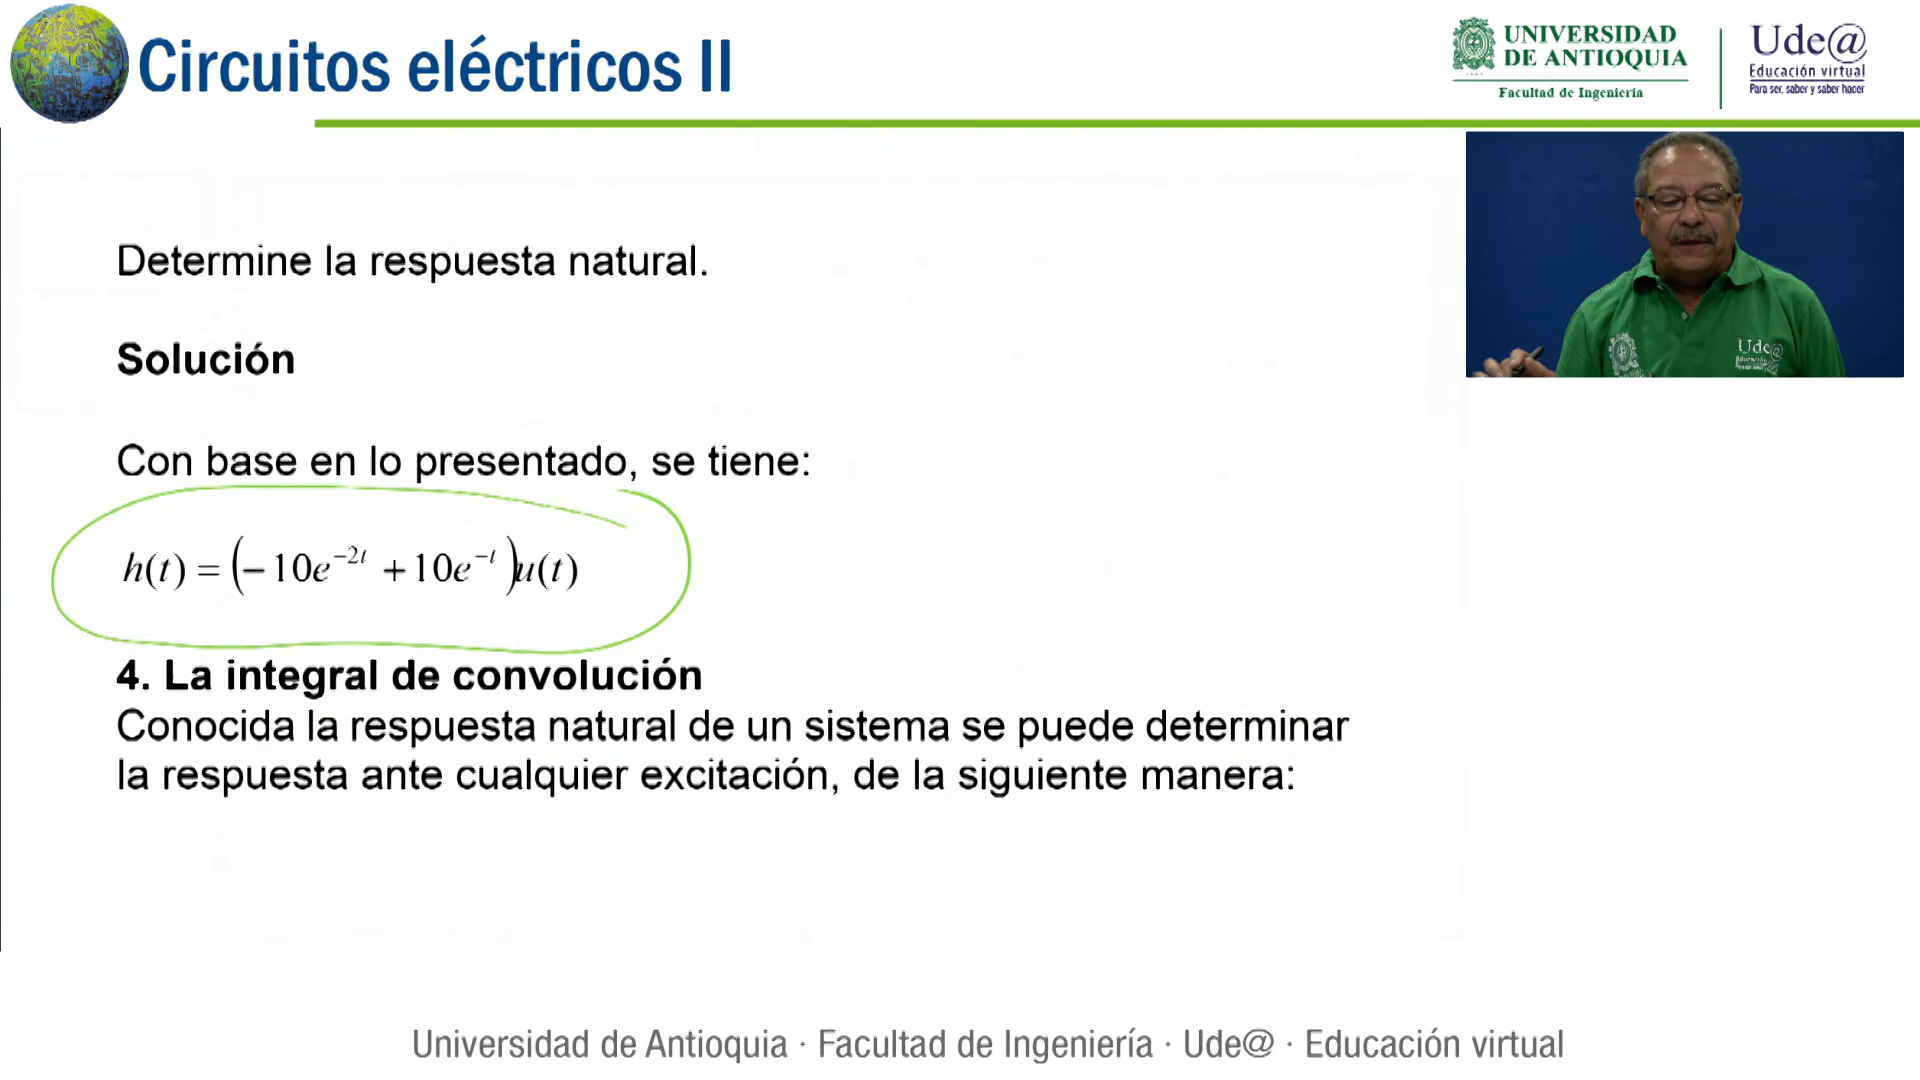 Circuitos eléctricos II
UNIVERSIDAD
DE ANTIOQUIA
Facultad de Ingeniería
Ude@
Educación virtual
Para ser, saber y saber hacer
Determine la respuesta natural.
Solución
Con base en lo presentado, se tiene:
h(t) = (−10e^{−2t} + 10e^{−t})u(t)
4. La integral de convolución
Conocida la respuesta natural de un sistema se puede determinar
la respuesta ante cualquier excitación, de la siguiente manera:
Ude@
Universidad de Antioquia · Facultad de Ingeniería · Ude@ · Educación virtual